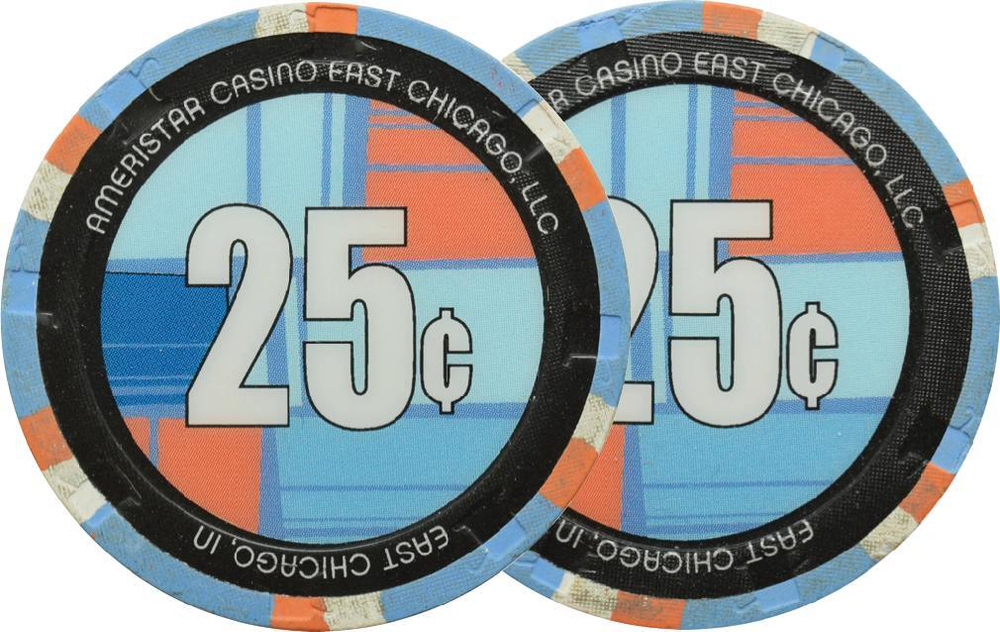 AMERISTAR CASINO EAST CHICAGO, LLC
25¢
EAST CHICAGO, IN
R CASINO EAST CHICAGO, LLC
25¢
EAST CHICAGO, IN